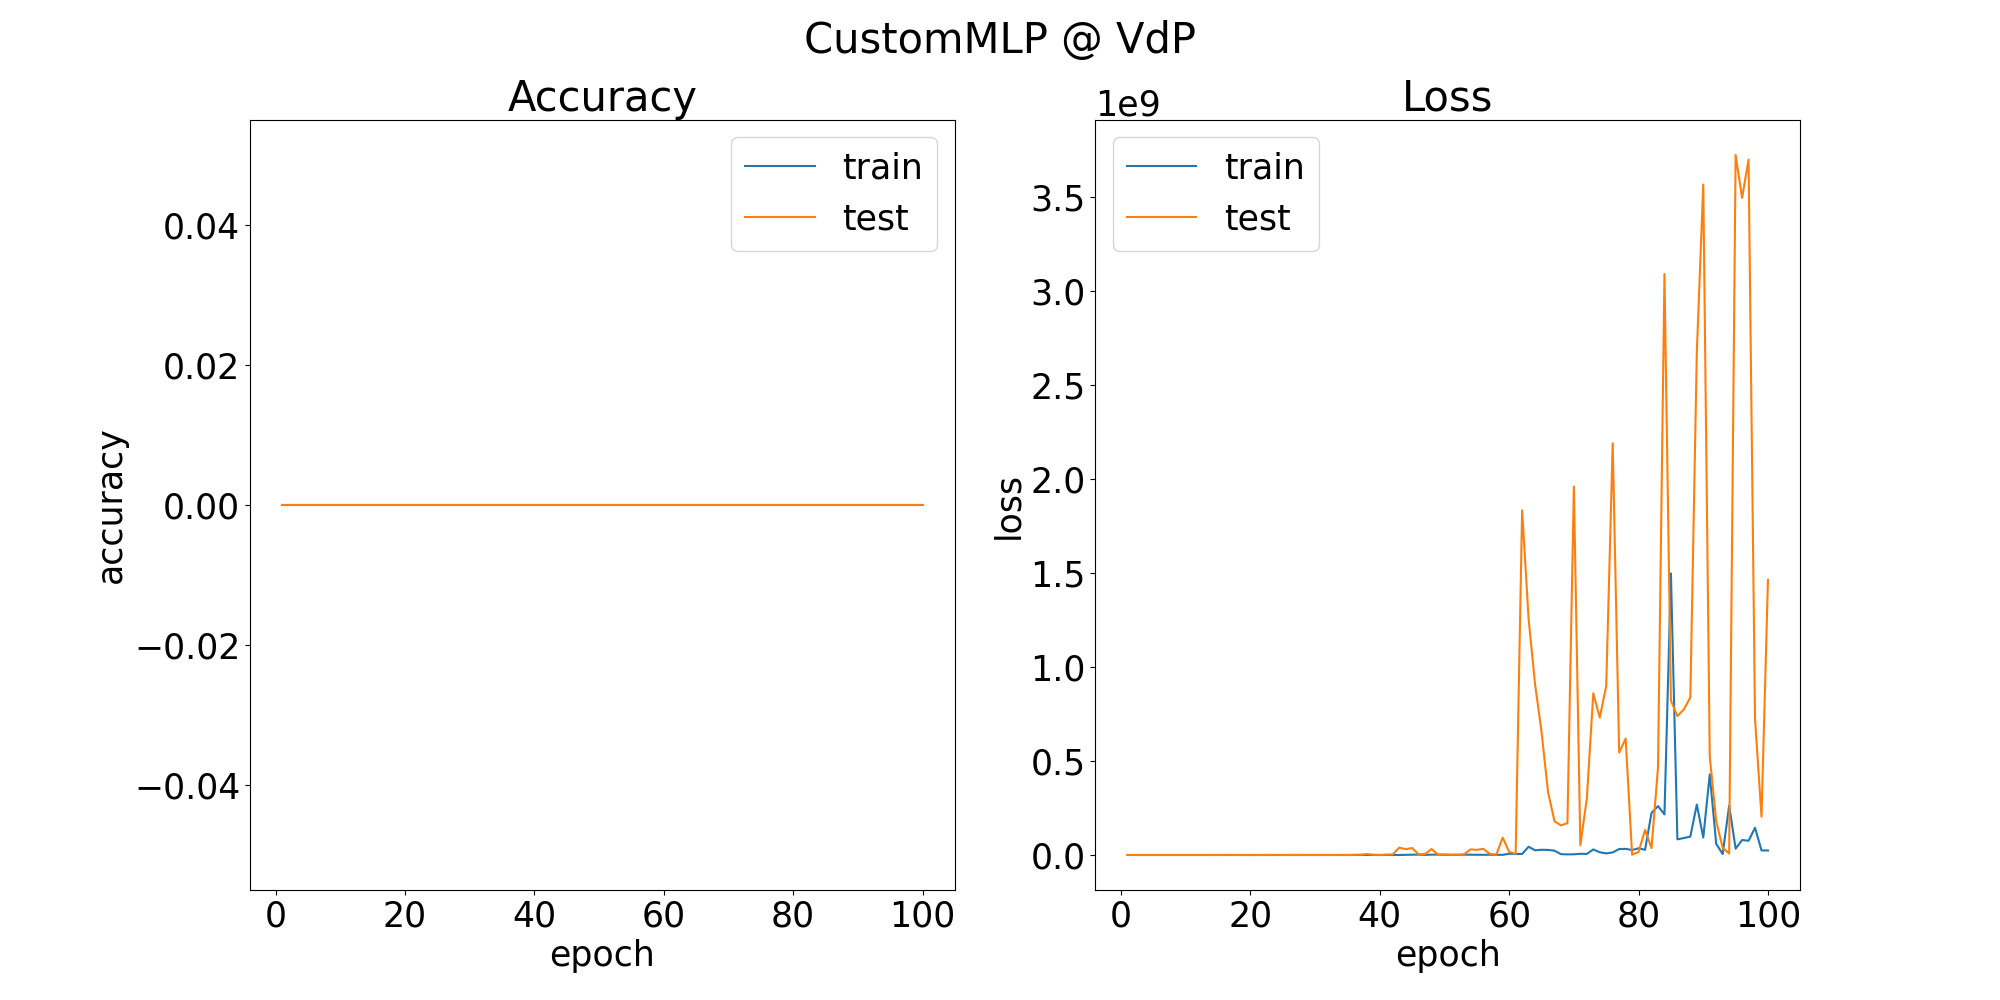 CustomMLP @ VdP
Accuracy
train
test
0.04
0.02
0.00
−0.02
−0.04
accuracy
0 20 40 60 80 100
epoch
Loss
1e9
train
test
3.5
3.0
2.5
2.0
1.5
1.0
0.5
0.0
loss
0 20 40 60 80 100
epoch